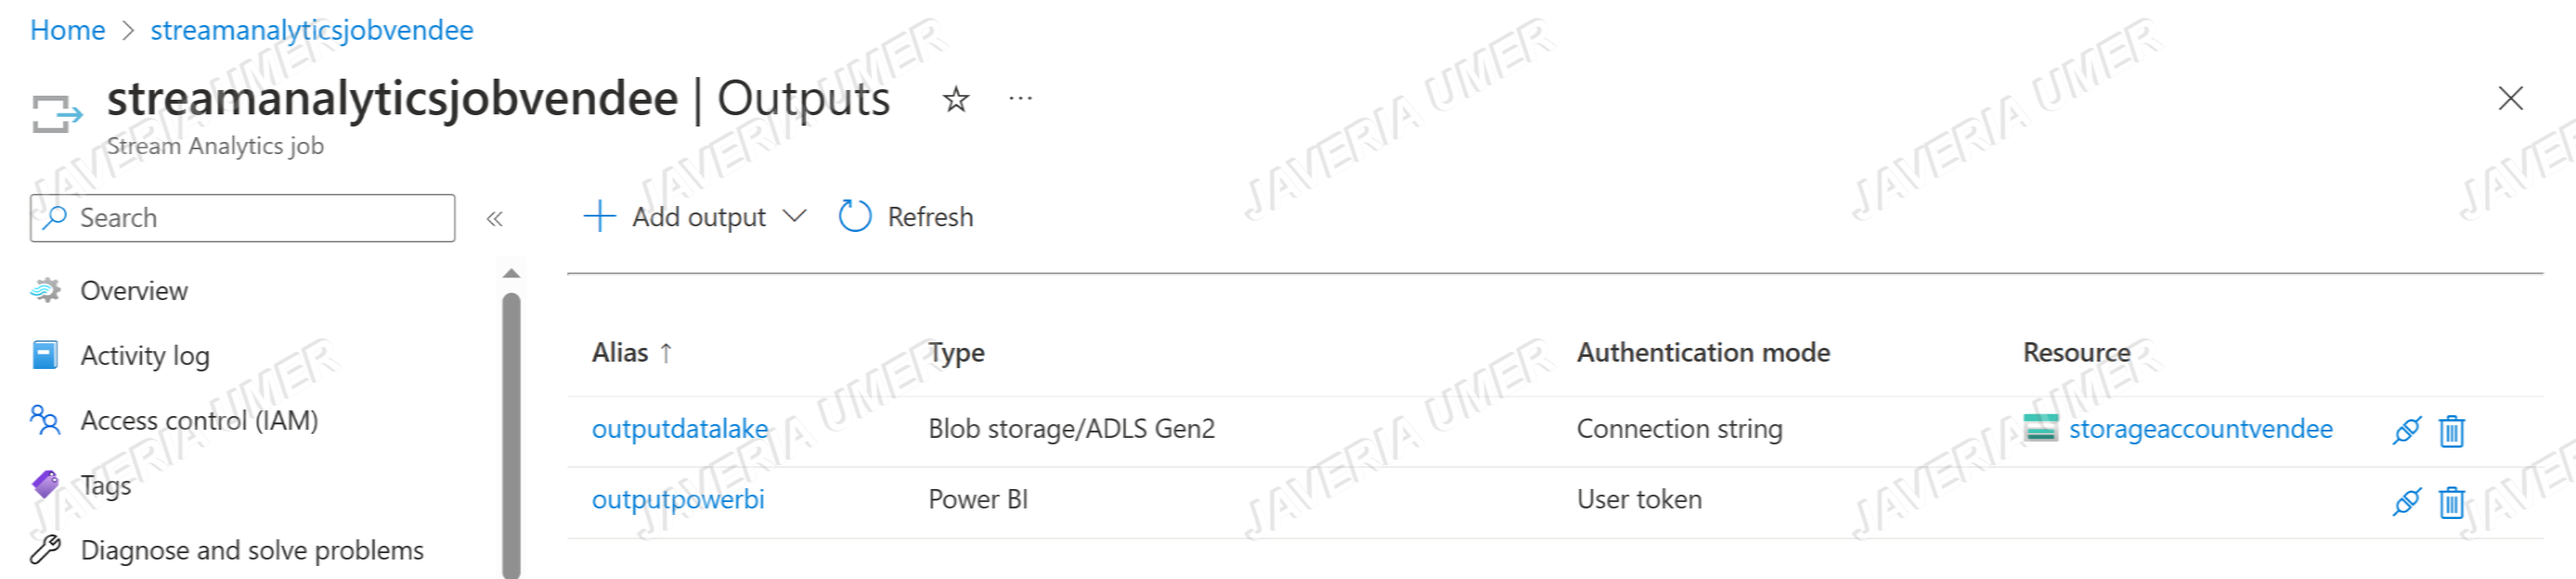 Home > streamanalyticsjobvendee
streamanalyticsjobvendee | Outputs ☆ ···
Stream Analytics job
Search «
+ Add output Refresh
Overview
Activity log
Access control (IAM)
Tags
Diagnose and solve problems
Alias ↑ Type Authentication mode Resource
outputdatalake Blob storage/ADLS Gen2 Connection string storageaccountvendee
outputpowerbi Power BI User token
JAVERIA UMER
JAVERIA UMER
JAVERIA UMER
JAVERIA UMER
JAVERIA
JAVERIA UMER
JAVERIA UMER
JAVERIA UMER
JAVERIA UMER
JAVERIA